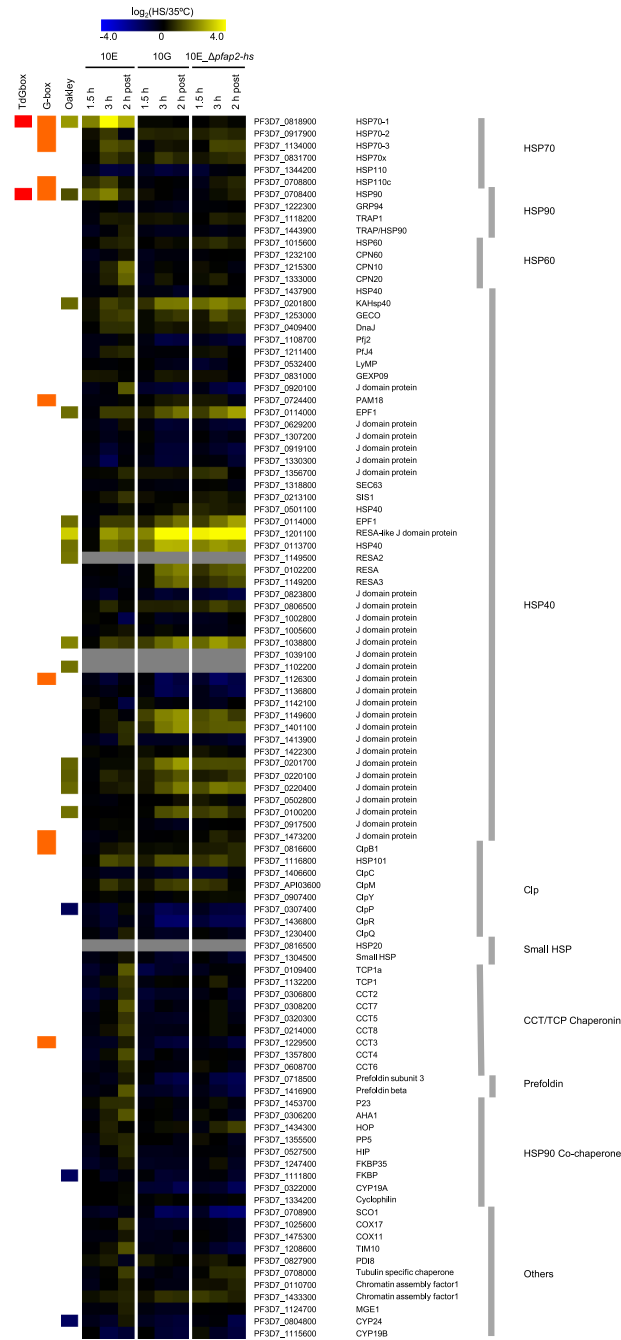 log2(HS/35ºC)
-4.0 4.0
10E 10G 10E_Δpfap2-hs
TdGbox G-box Oakley 1.5 h 3 h 2 h post 1.5 h 3 h 2 h post 1.5 h 3 h 2 h post
PF3D7_0818900 HSP70-1
PF3D7_0917900 HSP70-2
PF3D7_1134000 HSP70-3
HSP70
PF3D7_0831700 HSP70x
PF3D7_1344200 HSP110
PF3D7_0708800 HSP110c
PF3D7_0708400 HSP90
PF3D7_1222300 GRP94
HSP90
PF3D7_1118200 TRAP1
PF3D7_1443900 TRAP/HSP90
PF3D7_1015600 HSP60
PF3D7_1232100 CPN60
HSP60
PF3D7_1215300 CPN10
PF3D7_1333000 CPN20
PF3D7_1437900 HSP40
PF3D7_0201800 KAHsp40
PF3D7_1253000 GECO
PF3D7_0409400 DnaJ
PF3D7_1108700 Pfj2
PF3D7_1211400 PfJ4
PF3D7_0532400 LyMP
PF3D7_0831000 GEXP09
PF3D7_0920100 J domain protein
PF3D7_0724400 PAM18
PF3D7_0114000 EPF1
PF3D7_0629200 J domain protein
PF3D7_1307200 J domain protein
PF3D7_0919100 J domain protein
PF3D7_1330300 J domain protein
PF3D7_1356700 J domain protein
PF3D7_1318800 SEC63
PF3D7_0213100 SIS1
PF3D7_0501100 HSP40
PF3D7_0114000 EPF1
PF3D7_1201100 RESA-like J domain protein
PF3D7_0113700 HSP40
PF3D7_1149500 RESA2
PF3D7_0102200 RESA
PF3D7_1149200 RESA3
PF3D7_0823800 J domain protein
PF3D7_0806500 J domain protein
HSP40
PF3D7_1002800 J domain protein
PF3D7_1005600 J domain protein
PF3D7_1038800 J domain protein
PF3D7_1039100 J domain protein
PF3D7_1102200 J domain protein
PF3D7_1126300 J domain protein
PF3D7_1136800 J domain protein
PF3D7_1142100 J domain protein
PF3D7_1149600 J domain protein
PF3D7_1401100 J domain protein
PF3D7_1413900 J domain protein
PF3D7_1422300 J domain protein
PF3D7_0201700 J domain protein
PF3D7_0220100 J domain protein
PF3D7_0220400 J domain protein
PF3D7_0502800 J domain protein
PF3D7_0100200 J domain protein
PF3D7_0917500 J domain protein
PF3D7_1473200 J domain protein
PF3D7_0816600 ClpB1
PF3D7_1116800 HSP101
PF3D7_1406600 ClpC
PF3D7_API03600 ClpM
Clp
PF3D7_0907400 ClpY
PF3D7_0307400 ClpP
PF3D7_1436800 ClpR
PF3D7_1230400 ClpQ
PF3D7_0816500 HSP20
Small HSP
PF3D7_1304500 Small HSP
PF3D7_0109400 TCP1a
PF3D7_1132200 TCP1
PF3D7_0306800 CCT2
PF3D7_0308200 CCT7
PF3D7_0320300 CCT5
CCT/TCP Chaperonin
PF3D7_0214000 CCT8
PF3D7_1229500 CCT3
PF3D7_1357800 CCT4
PF3D7_0608700 CCT6
PF3D7_0718500 Prefoldin subunit 3
Prefoldin
PF3D7_1416900 Prefoldin beta
PF3D7_1453700 P23
PF3D7_0306200 AHA1
PF3D7_1434300 HOP
PF3D7_1355500 PP5
HSP90 Co-chaperone
PF3D7_0527500 HIP
PF3D7_1247400 FKBP35
PF3D7_1111800 FKBP
PF3D7_0322000 CYP19A
PF3D7_1334200 Cyclophilin
PF3D7_0708900 SCO1
PF3D7_1025600 COX17
PF3D7_1475300 COX11
PF3D7_1208600 TIM10
PF3D7_0827900 PDI8
PF3D7_0708000 Tubulin specific chaperone
Others
PF3D7_0110700 Chromatin assembly factor1
PF3D7_1433300 Chromatin assembly factor1
PF3D7_1124700 MGE1
PF3D7_0804800 CYP24
PF3D7_1115600 CYP19B